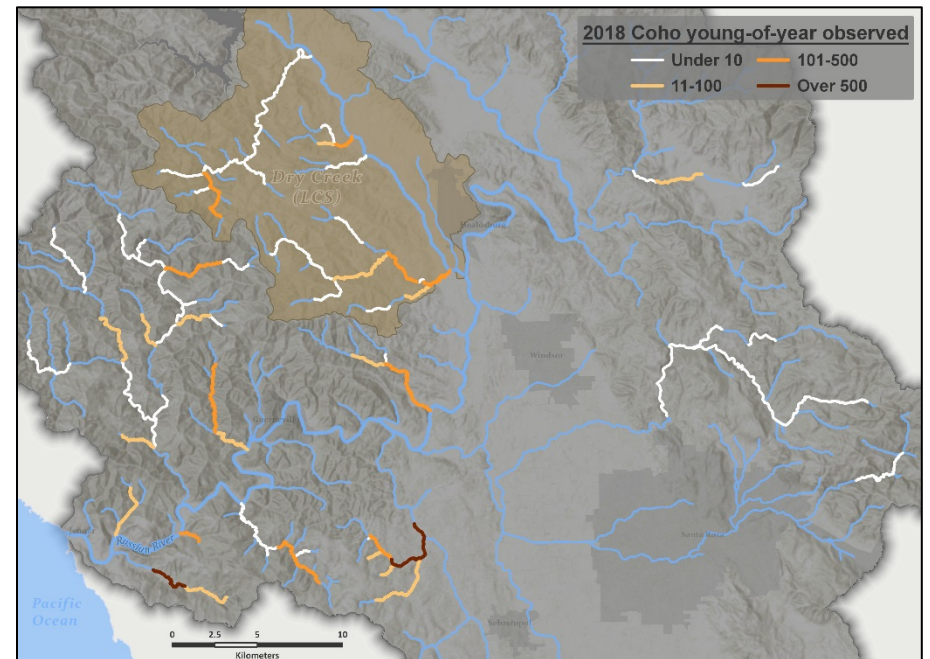 2018 Coho young-of-year observed
Under 10
101-500
11-100
Over 500
Dry Creek
(LCS)
Healdsburg
Windsor
Guerneville
Russian River
Santa Rosa
Sebastopol
Pacific
Ocean
0
2.5
5
10
Kilometers